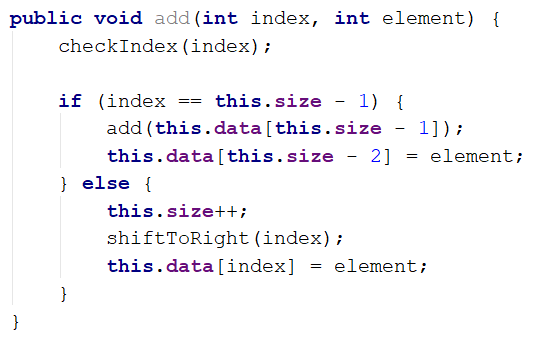 public void add(int index, int element) {
    checkIndex(index);

    if (index == this.size - 1) {
        add(this.data[this.size - 1]);
        this.data[this.size - 2] = element;
    } else {
        this.size++;
        shiftToRight(index);
        this.data[index] = element;
    }
}